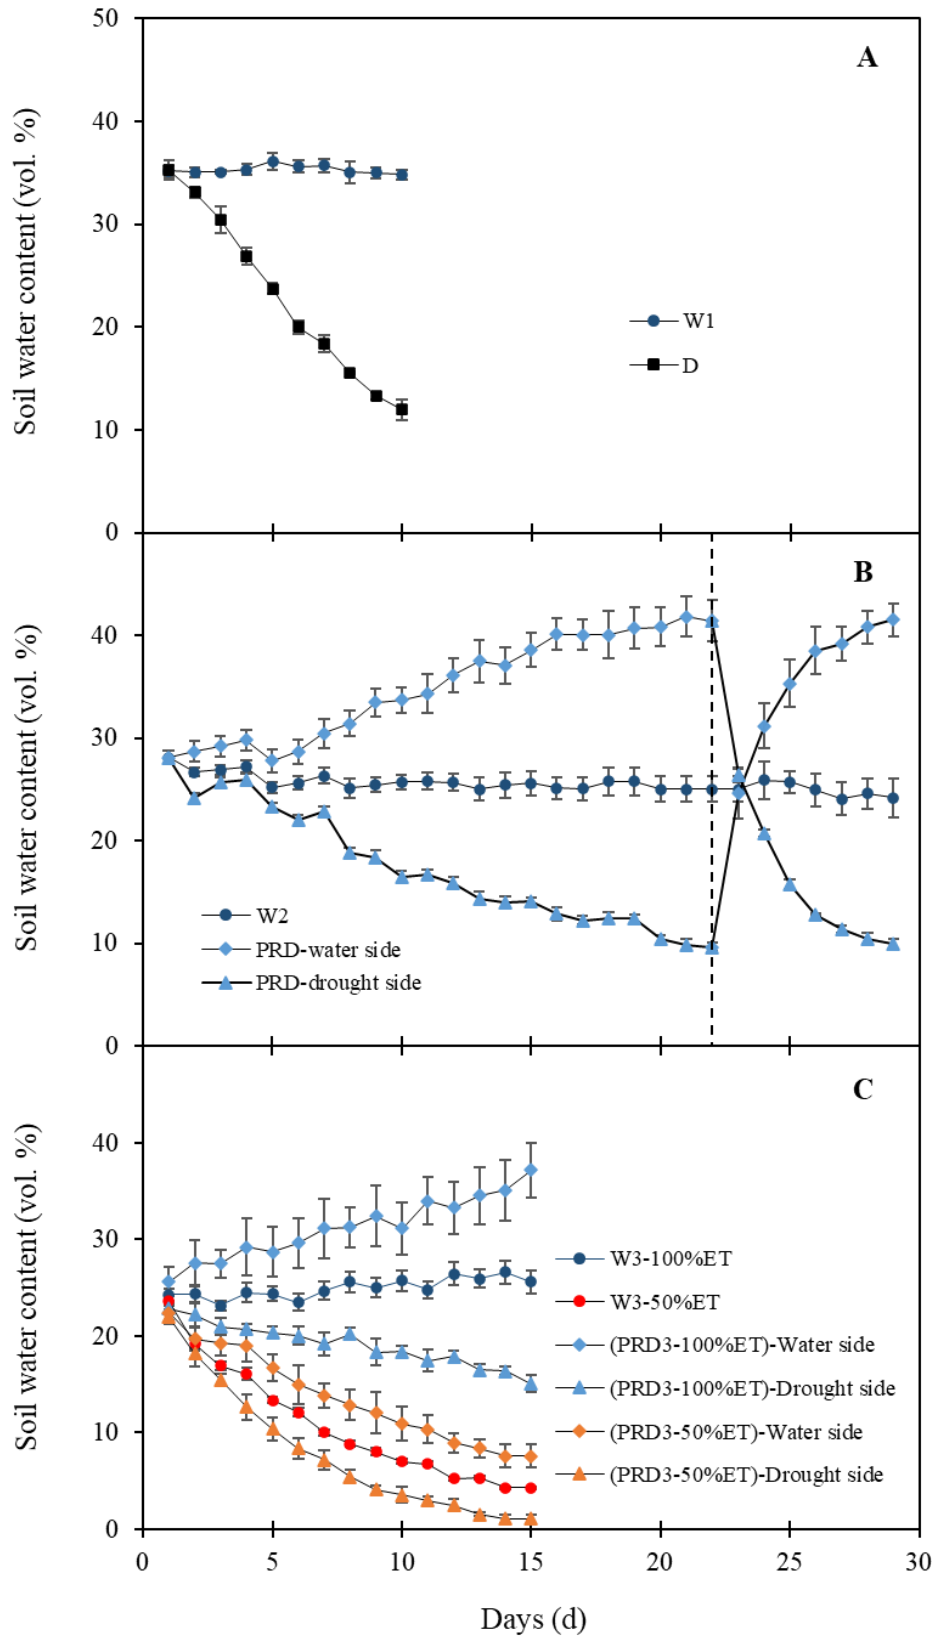 50
A
40
30
20
10
0
Soil water content (vol. %)
W1
D
B
40
30
20
10
0
Soil water content (vol. %)
W2
PRD-water side
PRD-drought side
C
40
30
20
10
0
Soil water content (vol. %)
W3-100%ET
W3-50%ET
(PRD3-100%ET)-Water side
(PRD3-100%ET)-Drought side
(PRD3-50%ET)-Water side
(PRD3-50%ET)-Drought side
0 5 10 15 20 25 30
Days (d)